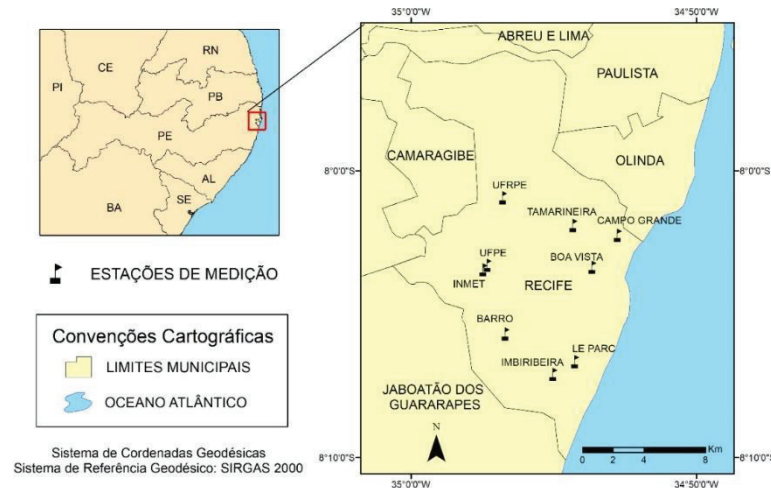 RN
CE
PI
PB
PE
AL
SE
BA
ESTAÇÕES DE MEDIÇÃO
Convenções Cartográficas
LIMITES MUNICIPAIS
OCEANO ATLÂNTICO
Sistema de Cordenadas Geodésicas
Sistema de Referência Geodésico: SIRGAS 2000
35°0'0"W
34°50'0"W
ABREU E LIMA
PAULISTA
CAMARAGIBE
OLINDA
8°0'0"S
8°0'0"S
UFRPE
TAMARINEIRA
CAMPO GRANDE
UFPE
BOA VISTA
INMET
RECIFE
BARRO
LE PARC
IMBIRIBEIRA
JABOATÃO DOS
GUARARAPES
N
Km
0 2 4 8
8°10'0"S
8°10'0"S
35°0'0"W
34°50'0"W